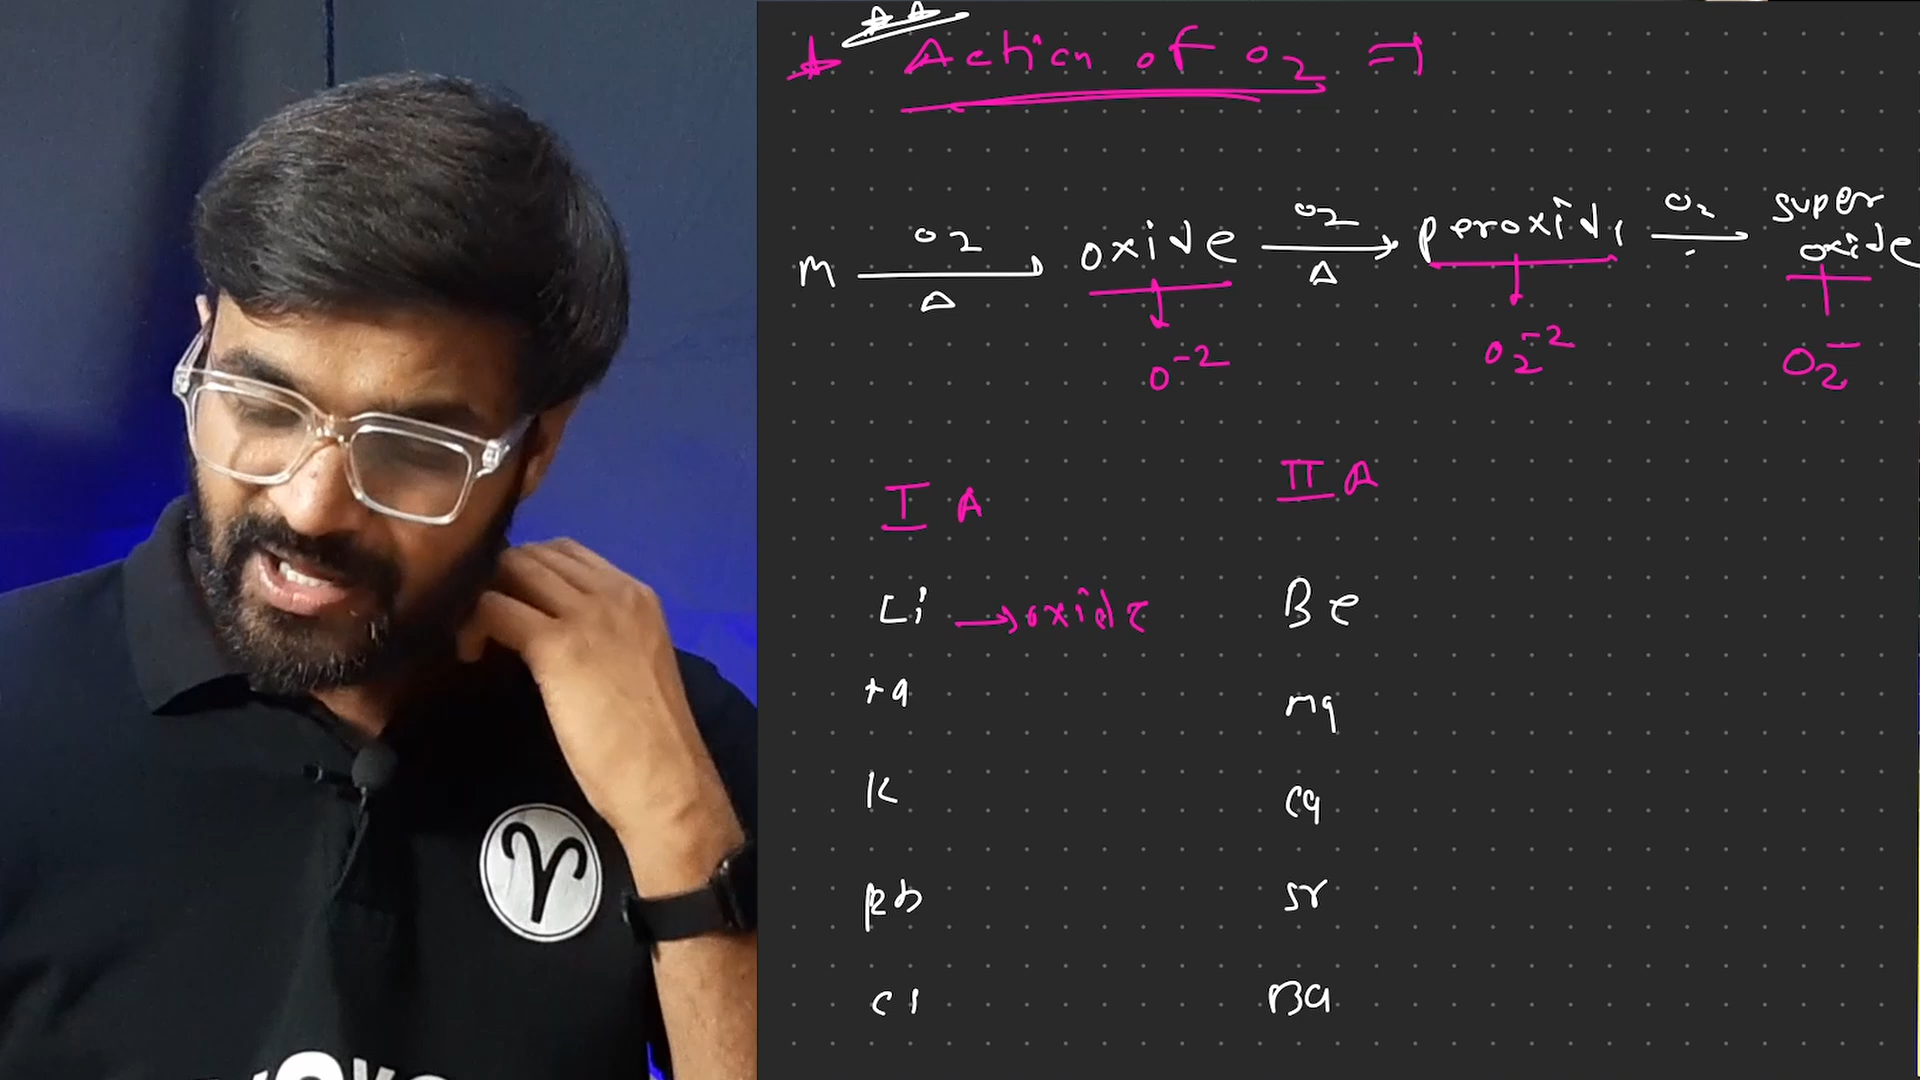 Action of O2 ⇒
M O2 Δ → oxide O2 Δ → peroxide O2 → super oxide
O-2 O2-2 O2-
I A II A
Li → oxide Be
Na Mg
K Ca
Rb Sr
Cs Ba